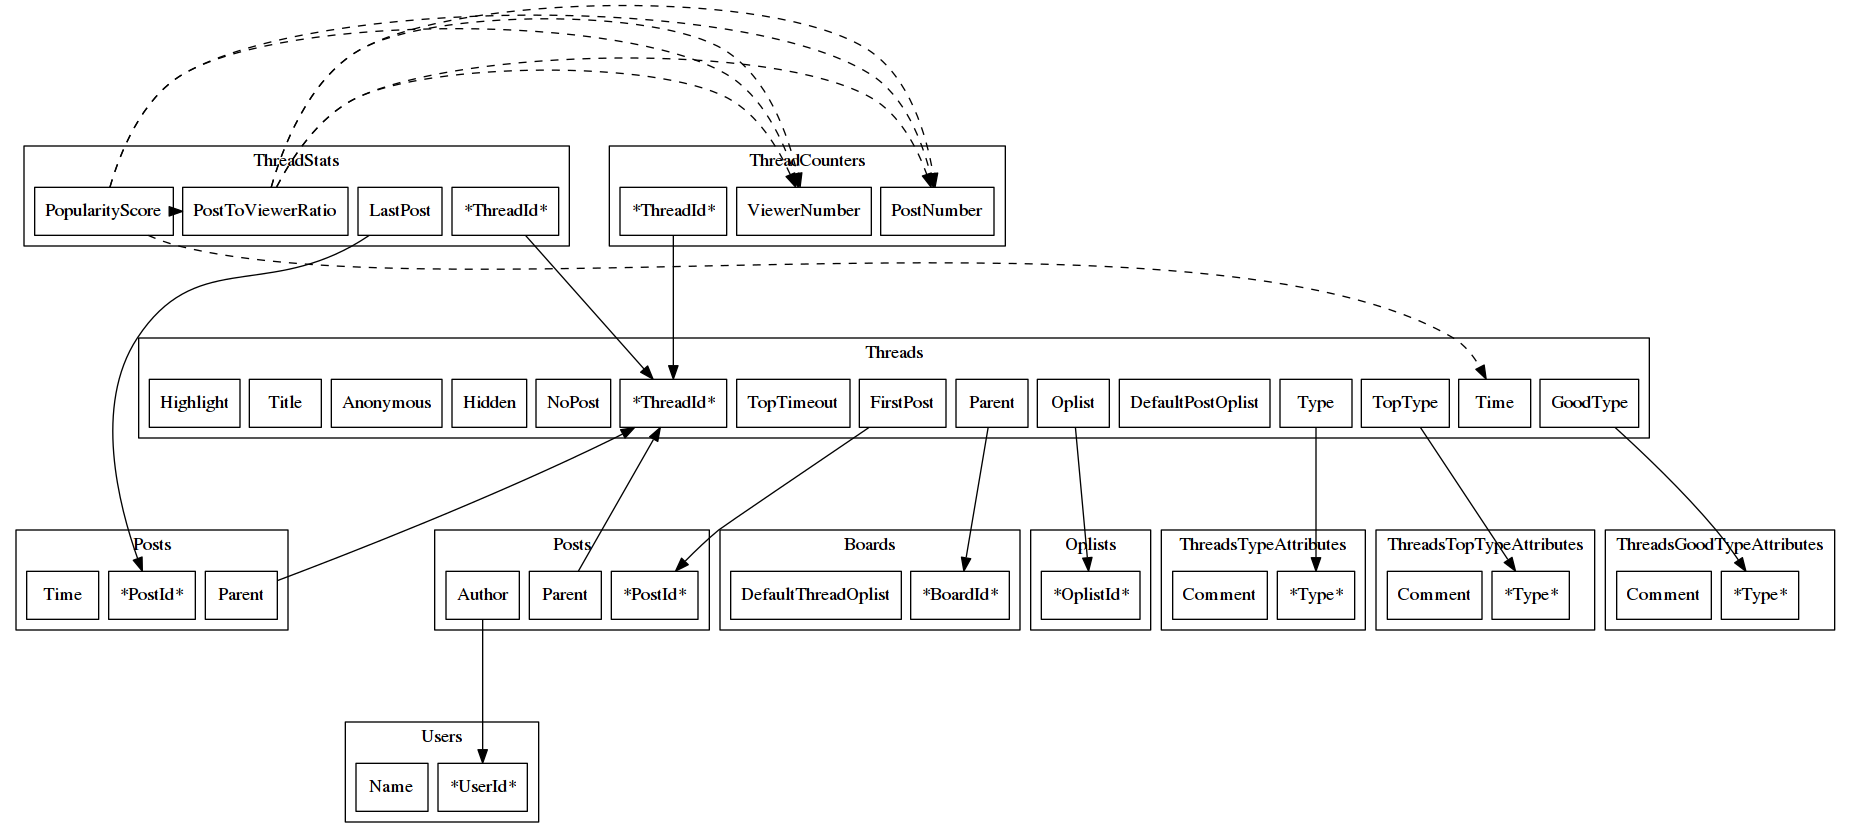 ThreadStats
PopularityScore PostToViewerRatio LastPost *ThreadId*
ThreadCounters
*ThreadId* ViewerNumber PostNumber
Threads
Highlight Title Anonymous Hidden NoPost *ThreadId* TopTimeout FirstPost Parent Oplist DefaultPostOplist Type TopType Time GoodType
Posts
Time *PostId* Parent
Posts
Author Parent *PostId*
Boards
DefaultThreadOplist *BoardId*
Oplists
*OplistId*
ThreadsTypeAttributes
Comment *Type*
ThreadsTopTypeAttributes
Comment *Type*
ThreadsGoodTypeAttributes
Comment *Type*
Users
Name *UserId*